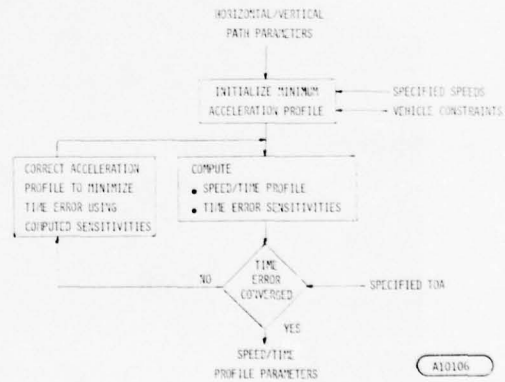 HORIZONTAL/VERTICAL
PATH PARAMETERS
INITIALIZE MINIMUM
ACCELERATION PROFILE
SPECIFIED SPEEDS
VEHICLE CONSTRAINTS
CORRECT ACCELERATION
PROFILE TO MINIMIZE
TIME ERROR USING
COMPUTED SENSITIVITIES
COMPUTE
• SPEED/TIME PROFILE
• TIME ERROR SENSITIVITIES
TIME
ERROR
CONVERGED
NO
SPECIFIED TOA
YES
SPEED/TIME
PROFILE PARAMETERS
A10106